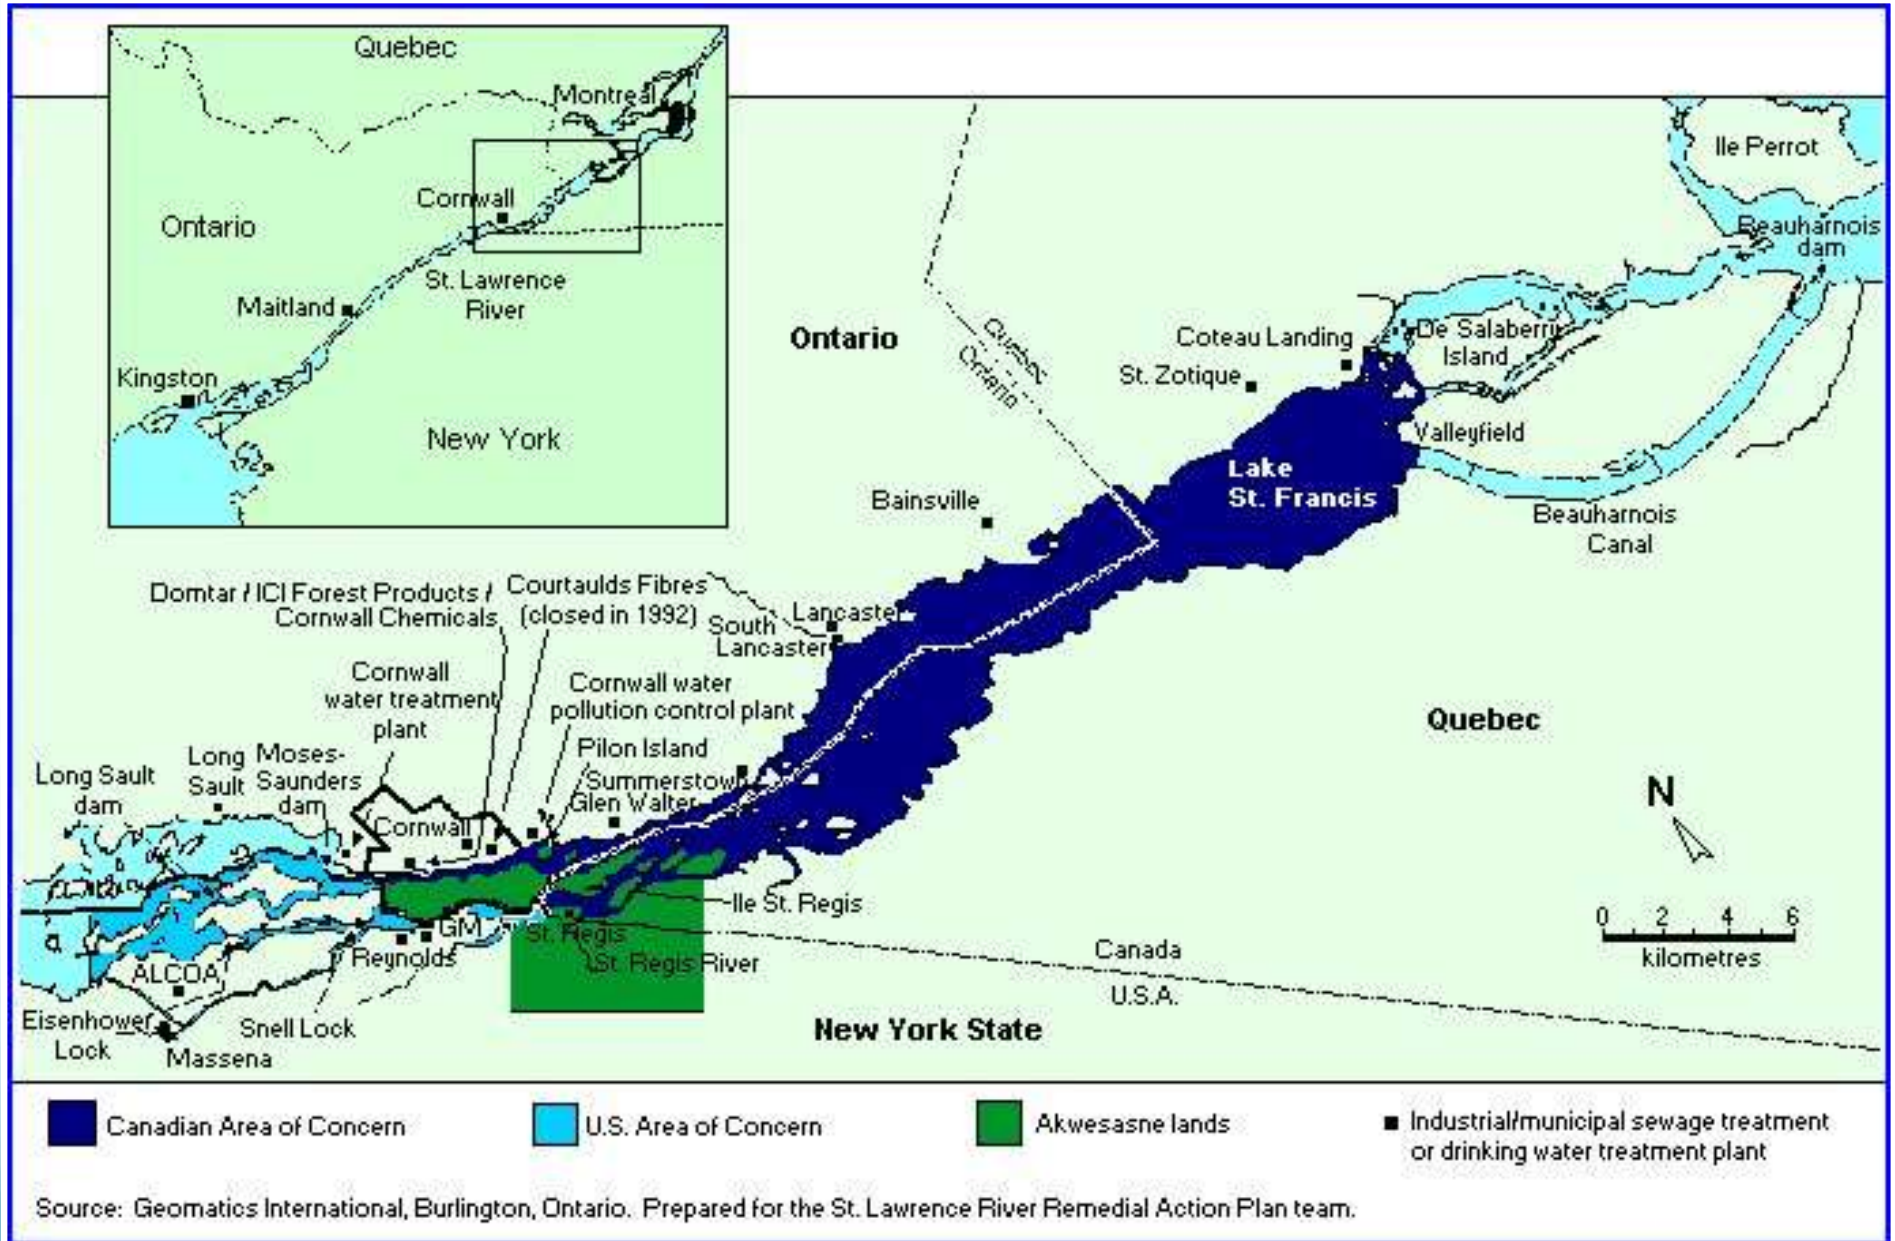 Quebec
Montreal
Cornwall
Ontario
St. Lawrence
River
Maitland
Kingston
New York
Ile Perrot
Beauharnois
dam
Ontario
Quebec
Ontario
Coteau Landing
De Salaberry
Island
St. Zotique
Valleyfield
Lake
St. Francis
Bainsville
Beauharnois
Canal
Domtar / ICI Forest Products /
Cornwall Chemicals
Courtaulds Fibres
(closed in 1992)
Lancaster
South
Lancaster
Cornwall
water treatment
plant
Cornwall water
pollution control plant
Quebec
Pilon Island
Summerstown
Glen Walter
Long Sault
dam
Long
Sault
Moses-
Saunders
dam
Cornwall
N
Ile St. Regis
GM
St. Regis
St. Regis River
Reynolds
ALCOA
Canada
U.S.A.
0 2 4 6
kilometres
Eisenhower
Lock
Snell Lock
Massena
New York State
Canadian Area of Concern
U.S. Area of Concern
Akwesasne lands
Industrial/municipal sewage treatment
or drinking water treatment plant
Source: Geomatics International, Burlington, Ontario. Prepared for the St. Lawrence River Remedial Action Plan team.